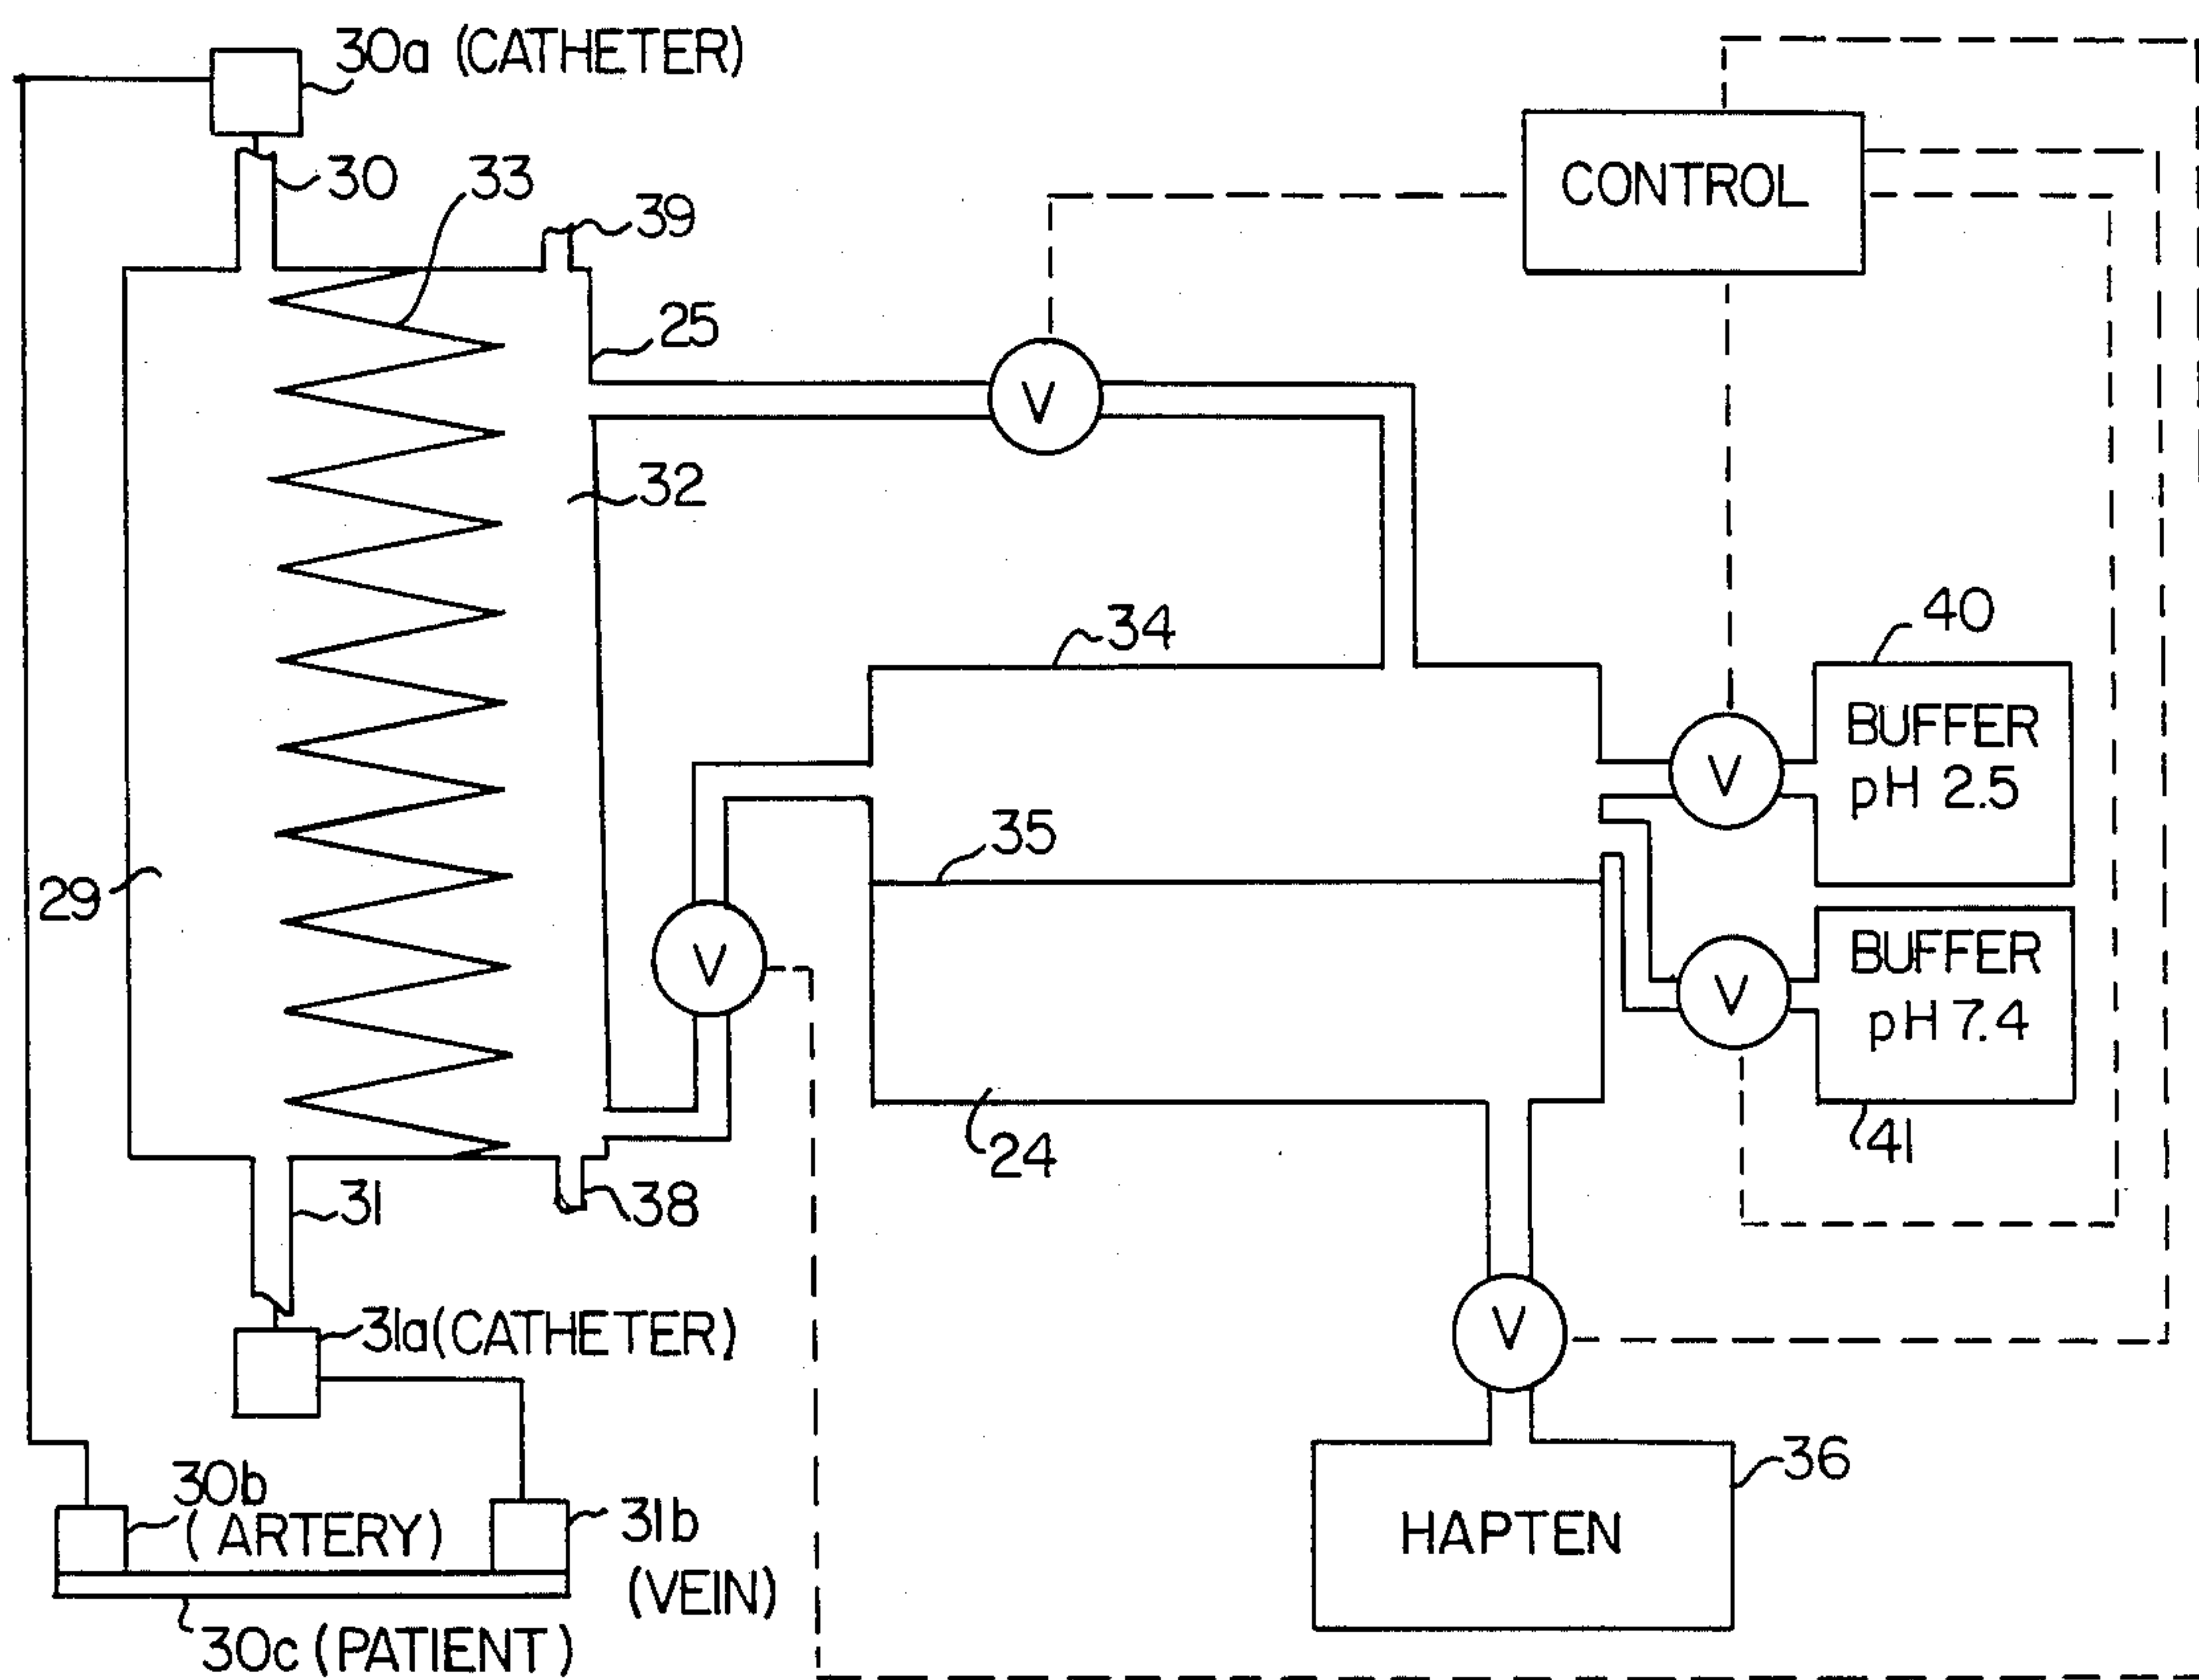 30a (CATHETER)
30
33
39
CONTROL
25
V
32
34
40
BUFFER
pH 2.5
V
35
29
V
BUFFER
pH 7.4
V
24
41
31
38
V
31a (CATHETER)
36
HAPTEN
30b
(ARTERY)
31b
(VEIN)
30c (PATIENT)